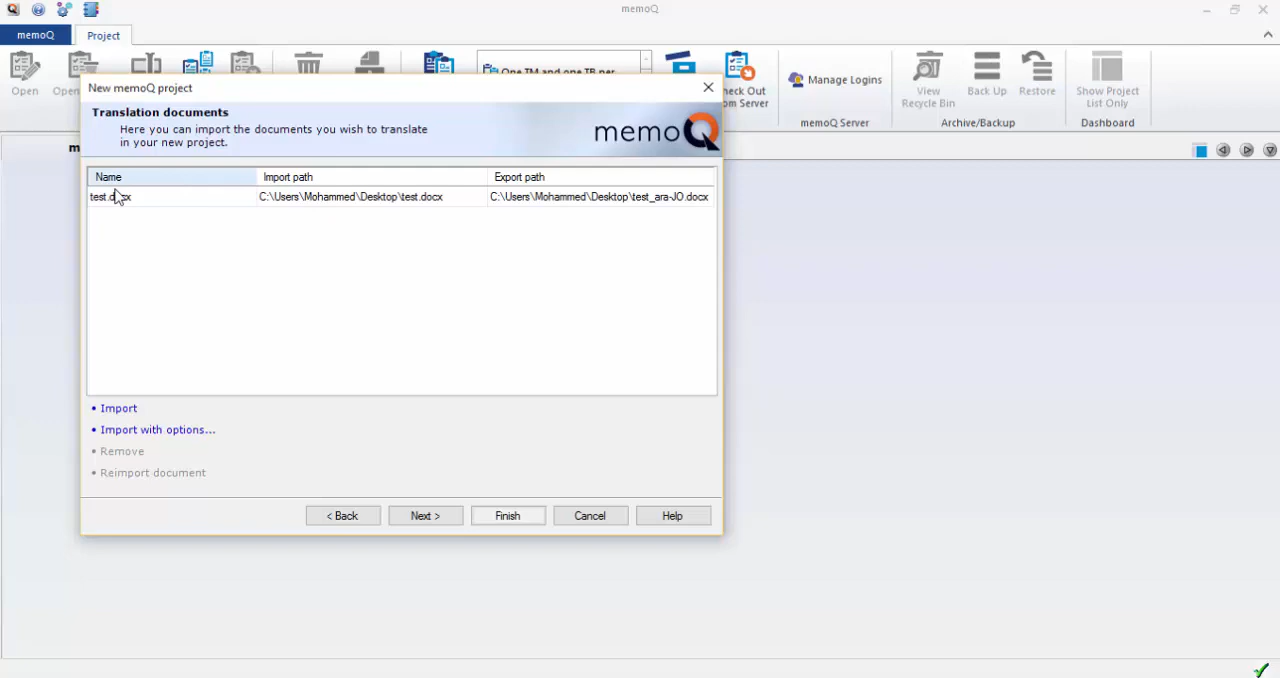 memoQ
memoQ
Project
Open
Open
One TM and one TB per
eck Out
om Server
Manage Logins
memoQ Server
View
Recycle Bin
Back Up
Restore
Archive/Backup
Show Project
List Only
Dashboard
New memoQ project
Translation documents
Here you can import the documents you wish to translate
in your new project.
memoQ
m
Name Import path Export path
test.docx C:\Users\Mohammed\Desktop\test.docx C:\Users\Mohammed\Desktop\test_ara-JO.docx
• Import
• Import with options...
• Remove
• Reimport document
< Back Next > Finish Cancel Help